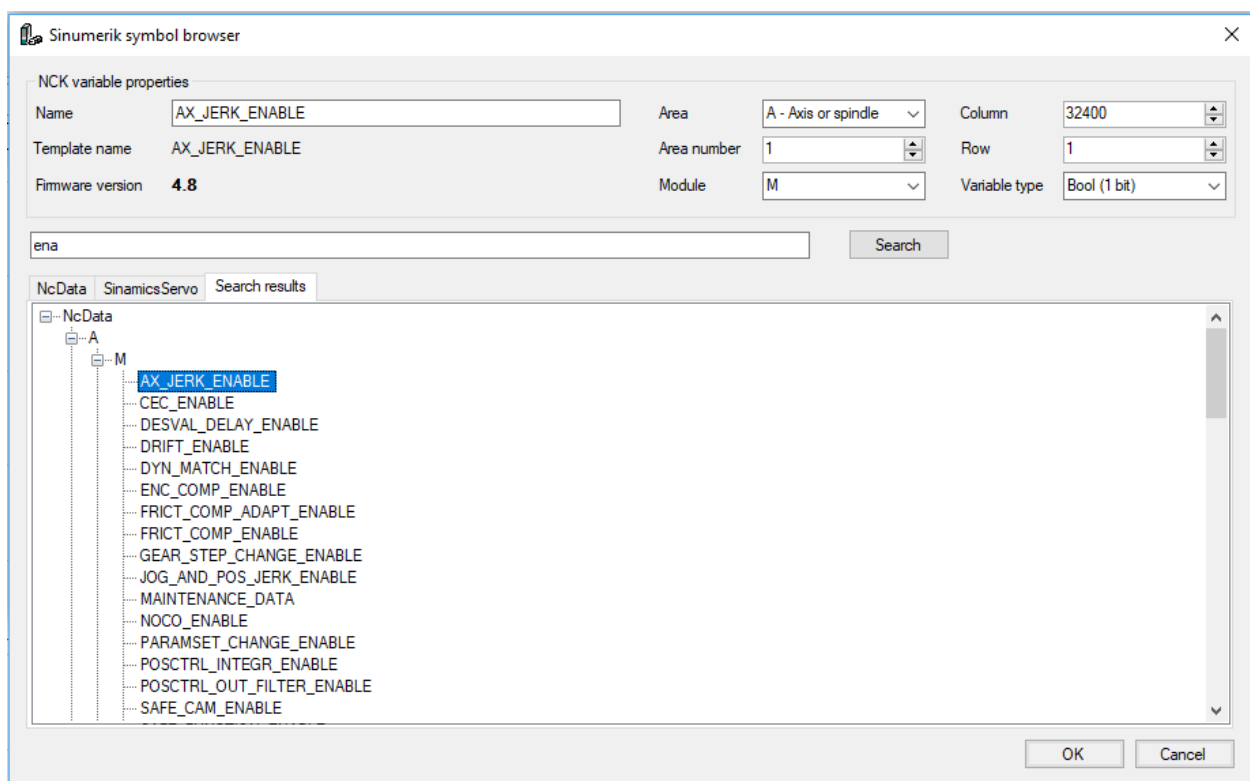 Sinumerik symbol browser
NCK variable properties
Name AX_JERK_ENABLE Area A - Axis or spindle Column 32400
Template name AX_JERK_ENABLE Area number 1 Row 1
Firmware version 4.8 Module M Variable type Bool (1 bit)
ena Search
NcData SinamicsServo Search results
NcData
A
M
AX_JERK_ENABLE
CEC_ENABLE
DESVAL_DELAY_ENABLE
DRIFT_ENABLE
DYN_MATCH_ENABLE
ENC_COMP_ENABLE
FRICT_COMP_ADAPT_ENABLE
FRICT_COMP_ENABLE
GEAR_STEP_CHANGE_ENABLE
JOG_AND_POS_JERK_ENABLE
MAINTENANCE_DATA
NOCO_ENABLE
PARAMSET_CHANGE_ENABLE
POSCTRL_INTEGR_ENABLE
POSCTRL_OUT_FILTER_ENABLE
SAFE_CAM_ENABLE
OK Cancel